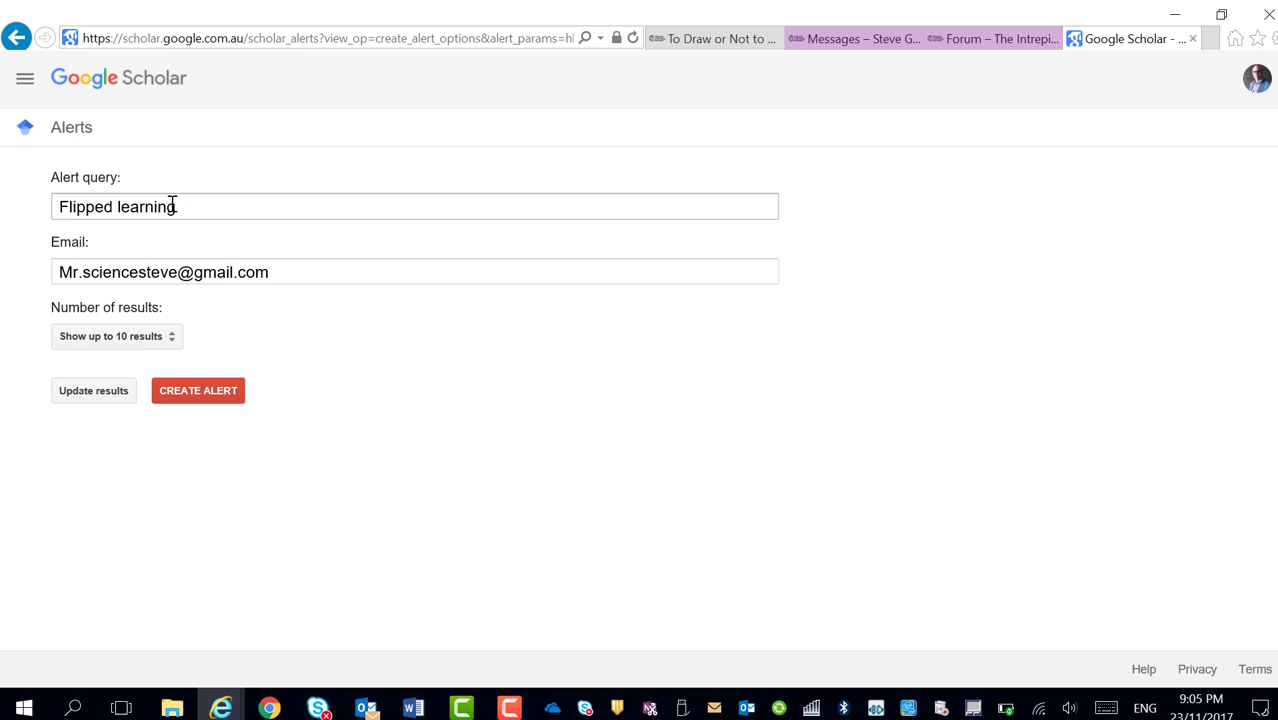 https://scholar.google.com.au/scholar_alerts?view_op=create_alert_options&alert_params=hl
To Draw or Not to ...
Messages – Steve G...
Forum – The Intrepi...
Google Scholar - ...
Google Scholar
Alerts
Alert query:
Flipped learning
Email:
Mr.sciencesteve@gmail.com
Number of results:
Show up to 10 results
Update results
CREATE ALERT
Help
Privacy
Terms
ENG
9:05 PM
23/11/2017